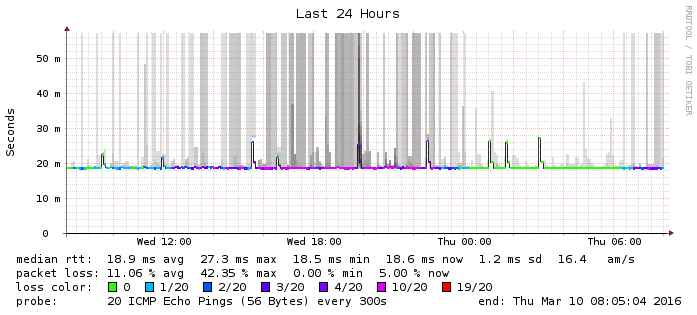 Last 24 Hours
RRDTOOL / TOBI OETIKER
Seconds
50 m
40 m
30 m
20 m
10 m
0
Wed 12:00 Wed 18:00 Thu 00:00 Thu 06:00
median rtt: 18.9 ms avg 27.3 ms max 18.5 ms min 18.6 ms now 1.2 ms sd 16.4 am/s
packet loss: 11.06 % avg 42.35 % max 0.00 % min 5.00 % now
loss color: 0 1/20 2/20 3/20 4/20 10/20 19/20
probe: 20 ICMP Echo Pings (56 Bytes) every 300s end: Thu Mar 10 08:05:04 2016